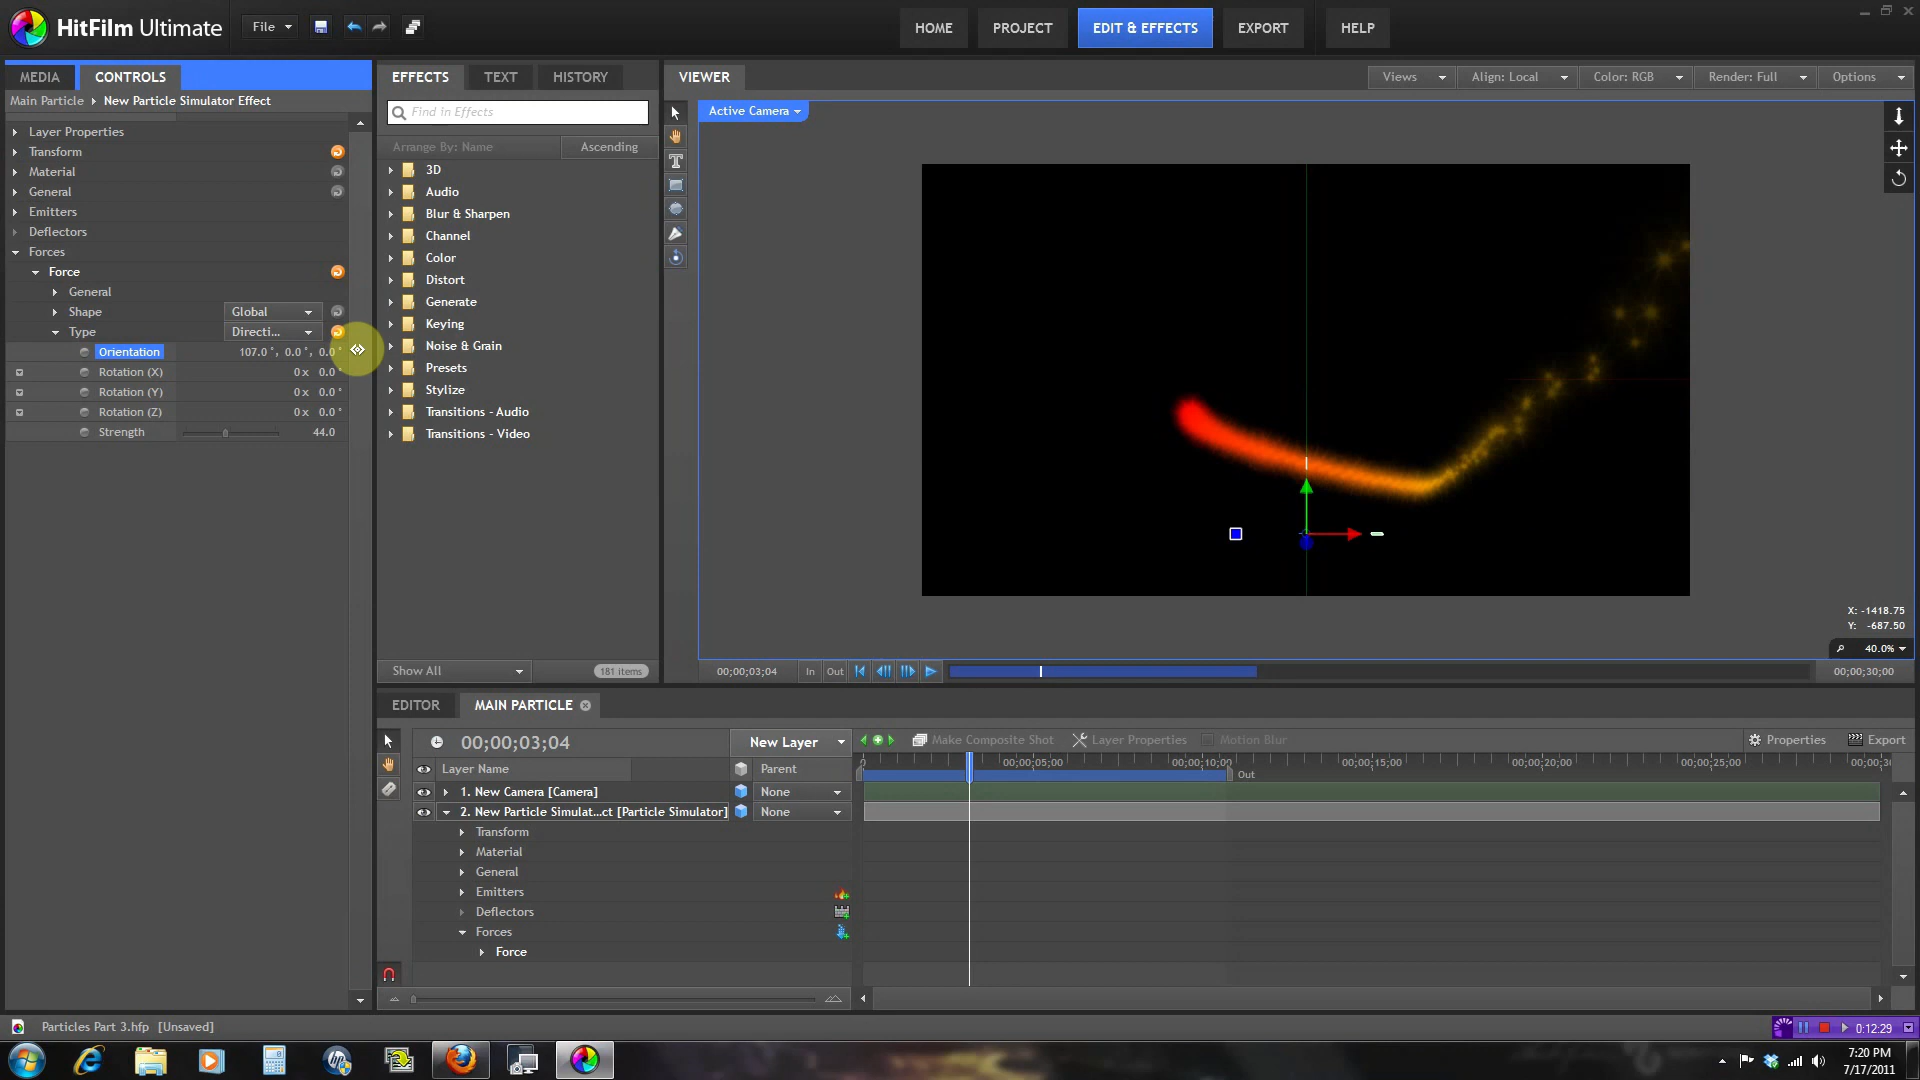 HitFilm Ultimate
File
HOME
PROJECT
EDIT & EFFECTS
EXPORT
HELP
MEDIA
CONTROLS
Main Particle
New Particle Simulator Effect
Layer Properties
Transform
Material
General
Emitters
Deflectors
Forces
Force
General
Shape
Global
Type
Directi...
Orientation
107.0°, 0.0°, 0.0°
Rotation (X)
0x 0.0°
Rotation (Y)
0x 0.0°
Rotation (Z)
0x 0.0°
Strength
44.0
EFFECTS
TEXT
HISTORY
Find in Effects
Arrange By: Name
Ascending
3D
Audio
Blur & Sharpen
Channel
Color
Distort
Generate
Keying
Noise & Grain
Presets
Stylize
Transitions - Audio
Transitions - Video
Show All
181 items
VIEWER
Views
Align: Local
Color: RGB
Render: Full
Options
Active Camera
X: -1418.75
Y: -687.50
40.0%
00;00;03;04
In
Out
00;00;30;00
EDITOR
MAIN PARTICLE
00;00;03;04
New Layer
Make Composite Shot
Layer Properties
Motion Blur
Properties
Export
Layer Name
Parent
0
00;00;05;00
00;00;10;00
00;00;15;00
00;00;20;00
00;00;25;00
Out
1. New Camera [Camera]
None
2. New Particle Simulat...ct [Particle Simulator]
None
Transform
Material
General
Emitters
Deflectors
Forces
Force
Particles Part 3.hfp
[Unsaved]
0:12:29
7:20 PM
7/17/2011